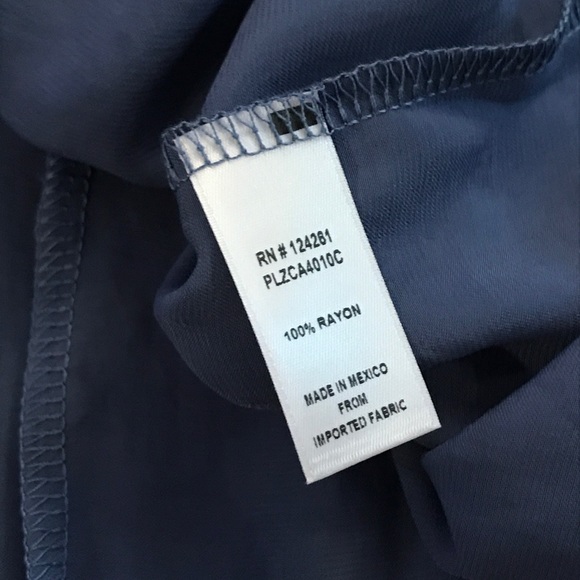 RN # 124261
PLZCA4010C
100% RAYON
MADE IN MEXICO
FROM
IMPORTED FABRIC